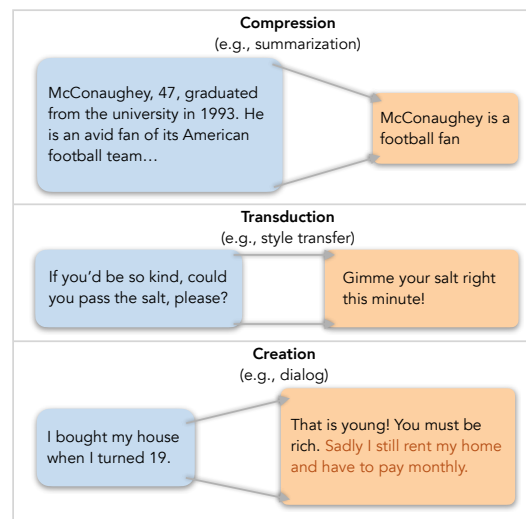 Compression
(e.g., summarization)
McConaughey, 47, graduated
from the university in 1993. He
is an avid fan of its American
football team…
McConaughey is a
football fan
Transduction
(e.g., style transfer)
If you’d be so kind, could
you pass the salt, please?
Gimme your salt right
this minute!
Creation
(e.g., dialog)
I bought my house
when I turned 19.
That is young! You must be
rich. Sadly I still rent my home
and have to pay monthly.